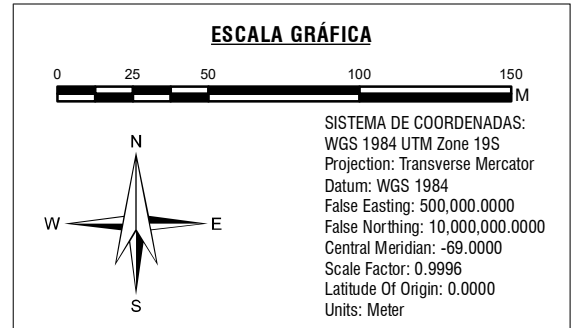 ESCALA GRÁFICA
0 25 50 100 150
M
N
W E
S
SISTEMA DE COORDENADAS:
WGS 1984 UTM Zone 19S
Projection: Transverse Mercator
Datum: WGS 1984
False Easting: 500,000.0000
False Northing: 10,000,000.0000
Central Meridian: -69.0000
Scale Factor: 0.9996
Latitude Of Origin: 0.0000
Units: Meter